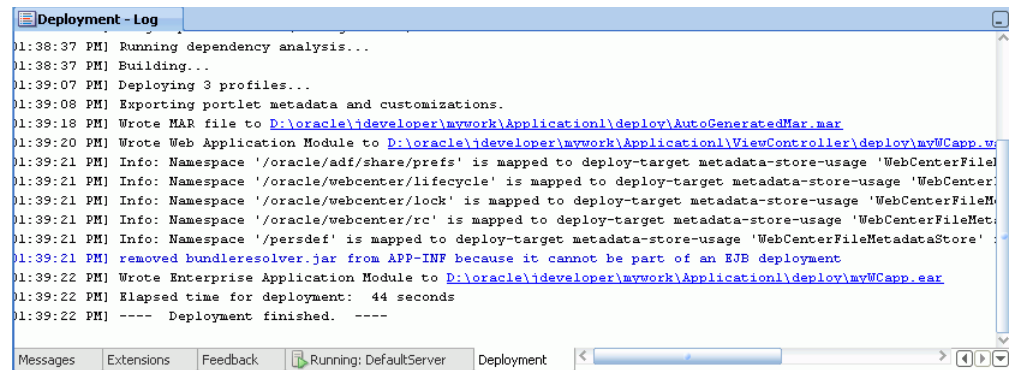 Deployment - Log
01:38:37 PM] Running dependency analysis...
01:38:37 PM] Building...
01:39:07 PM] Deploying 3 profiles...
01:39:08 PM] Exporting portlet metadata and customizations.
01:39:18 PM] Wrote MAR file to D:\oracle\jdeveloper\mywork\Application1\deploy\AutoGeneratedMar.mar
01:39:20 PM] Wrote Web Application Module to D:\oracle\jdeveloper\mywork\Application1\ViewController\deploy\myWCapp.wa
01:39:21 PM] Info: Namespace '/oracle/adf/share/prefs' is mapped to deploy-target metadata-store-usage 'WebCenterFile
01:39:21 PM] Info: Namespace '/oracle/webcenter/lifecycle' is mapped to deploy-target metadata-store-usage 'WebCenter
01:39:21 PM] Info: Namespace '/oracle/webcenter/lock' is mapped to deploy-target metadata-store-usage 'WebCenterFileM
01:39:21 PM] Info: Namespace '/oracle/webcenter/rc' is mapped to deploy-target metadata-store-usage 'WebCenterFileMet
01:39:21 PM] Info: Namespace '/persdef' is mapped to deploy-target metadata-store-usage 'WebCenterFileMetadataStore'
01:39:21 PM] removed bundleresolver.jar from APP-INF because it cannot be part of an EJB deployment
01:39:22 PM] Wrote Enterprise Application Module to D:\oracle\jdeveloper\mywork\Application1\deploy\myWCapp.ear
01:39:22 PM] Elapsed time for deployment:  44 seconds
01:39:22 PM] ----  Deployment finished.  ----
Messages Extensions Feedback Running: DefaultServer Deployment